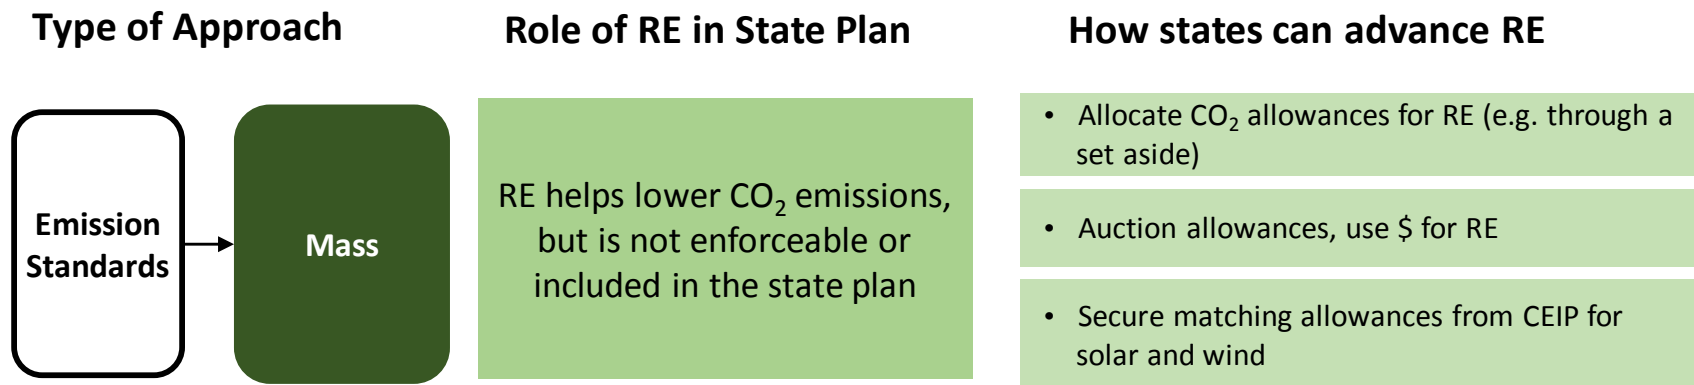 Type of Approach
Role of RE in State Plan
How states can advance RE
Emission
Standards
Mass
RE helps lower CO₂ emissions,
but is not enforceable or
included in the state plan
• Allocate CO₂ allowances for RE (e.g. through a
set aside)
• Auction allowances, use $ for RE
• Secure matching allowances from CEIP for
solar and wind